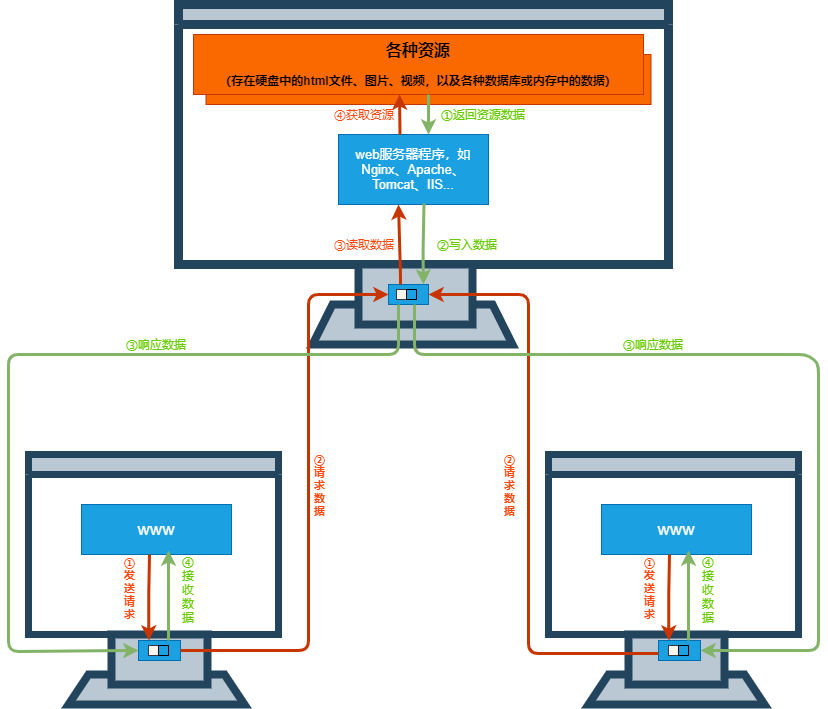 各种资源
（存在硬盘中的html文件、图片、视频，以及各种数据库或内存中的数据）
④获取资源
①返回资源数据
web服务器程序，如
Nginx、Apache、
Tomcat、IIS...
③读取数据
②写入数据
③响应数据
③响应数据
②请求数据
②请求数据
www
www
①发送请求
④接收数据
①发送请求
④接收数据